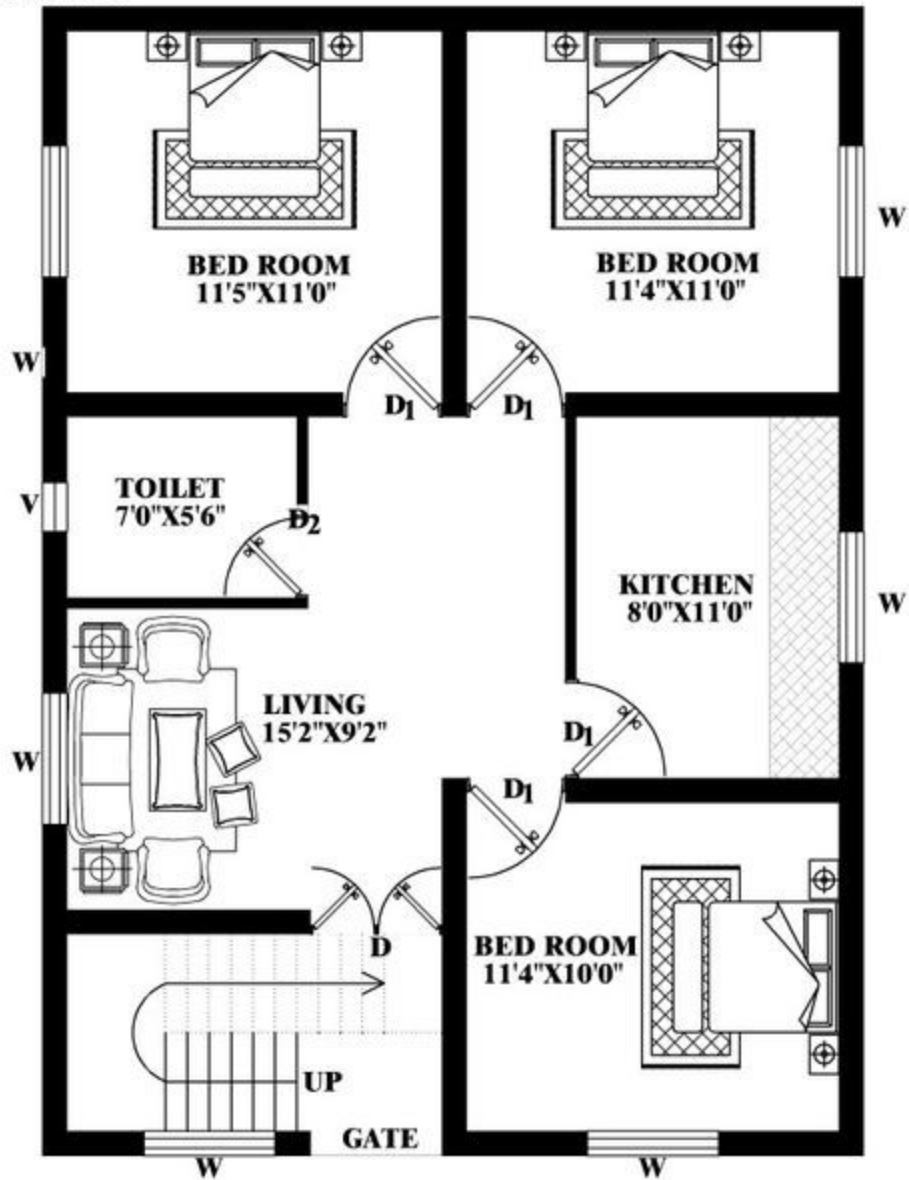 BED ROOM
11'5"X11'0"
BED ROOM
11'4"X11'0"
W
W
D1
D1
TOILET
7'0"X5'6"
V
D2
KITCHEN
8'0"X11'0"
W
LIVING
15'2"X9'2"
W
D1
D1
D
BED ROOM
11'4"X10'0"
UP
GATE
W
W